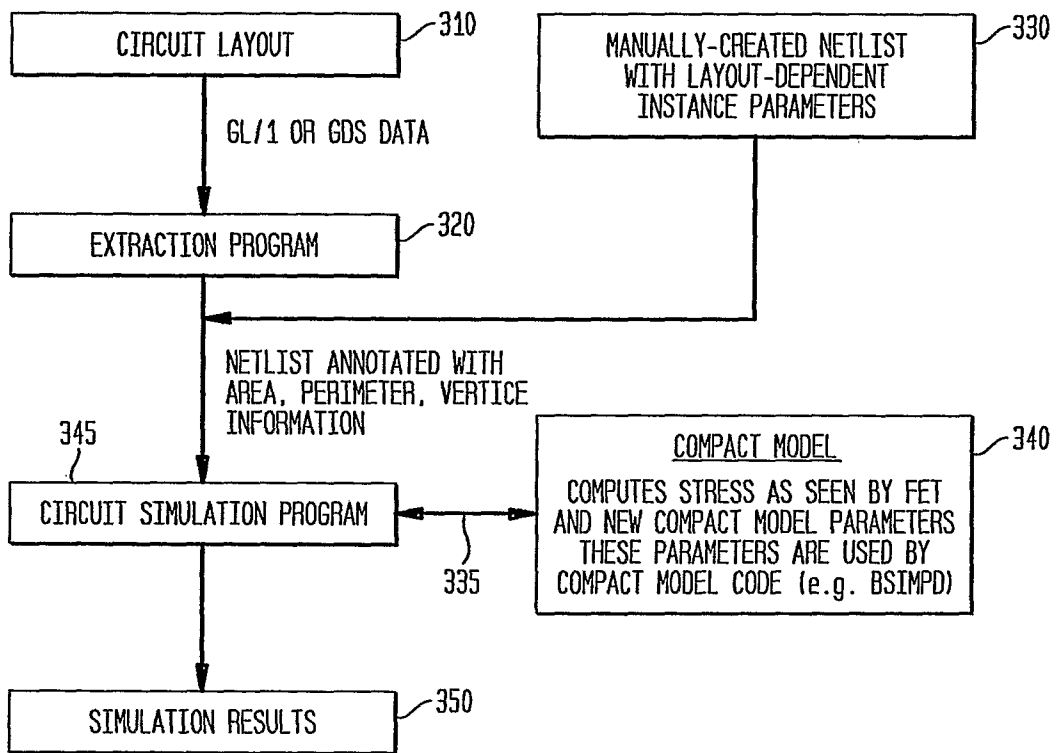 CIRCUIT LAYOUT
310
GL/1 OR GDS DATA
EXTRACTION PROGRAM
320
MANUALLY-CREATED NETLIST
WITH LAYOUT-DEPENDENT
INSTANCE PARAMETERS
330
NETLIST ANNOTATED WITH
AREA, PERIMETER, VERTICE
INFORMATION
345
CIRCUIT SIMULATION PROGRAM
335
COMPACT MODEL
COMPUTES STRESS AS SEEN BY FET
AND NEW COMPACT MODEL PARAMETERS
THESE PARAMETERS ARE USED BY
COMPACT MODEL CODE (e.g. BSIMPD)
340
SIMULATION RESULTS
350